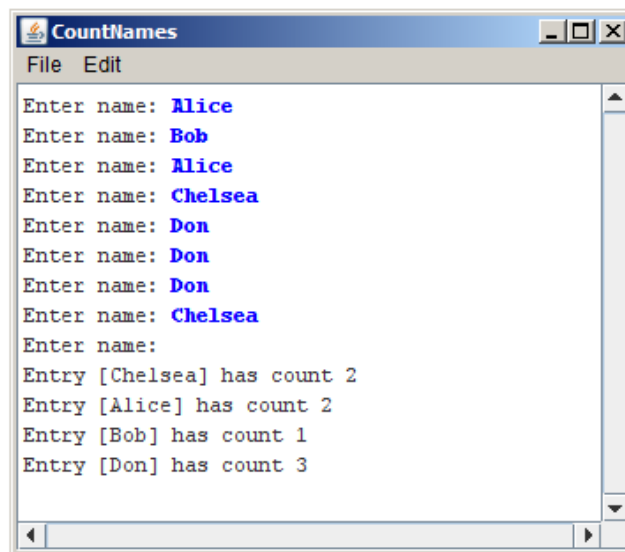 CountNames
File Edit
Enter name: Alice
Enter name: Bob
Enter name: Alice
Enter name: Chelsea
Enter name: Don
Enter name: Don
Enter name: Don
Enter name: Chelsea
Enter name:
Entry [Chelsea] has count 2
Entry [Alice] has count 2
Entry [Bob] has count 1
Entry [Don] has count 3